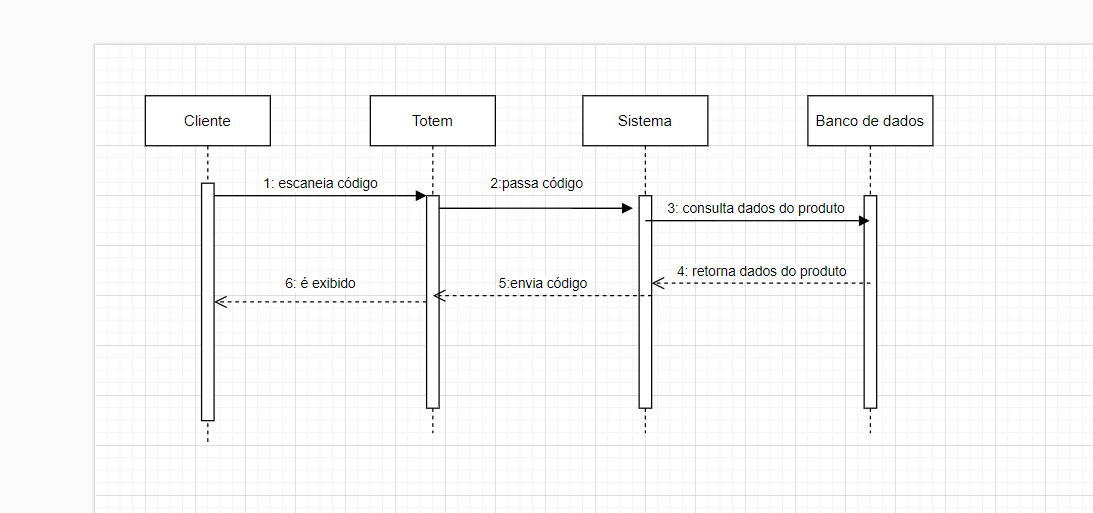 Cliente
Totem
Sistema
Banco de dados
1: escaneia código
2:passa código
3: consulta dados do produto
4: retorna dados do produto
5:envia código
6: é exibido